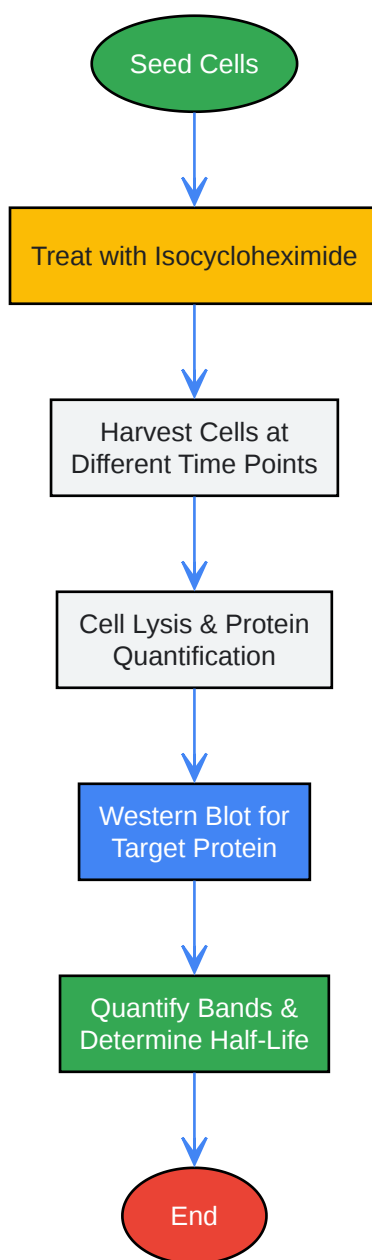 Seed Cells
Treat with Isocycloheximide
Harvest Cells at
Different Time Points
Cell Lysis & Protein
Quantification
Western Blot for
Target Protein
Quantify Bands &
Determine Half-Life
End